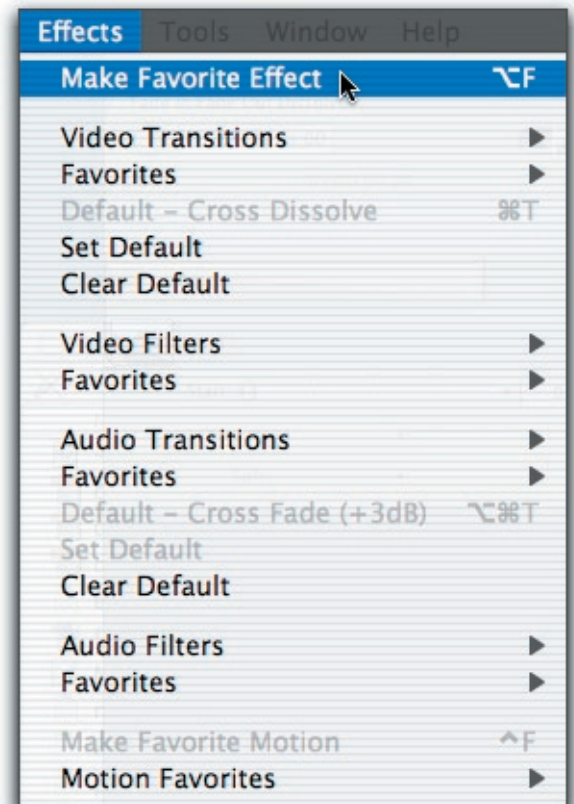 Effects Tools Window Help
Make Favorite Effect ⌥F
Video Transitions
Favorites
Default – Cross Dissolve ⌘T
Set Default
Clear Default
Video Filters
Favorites
Audio Transitions
Favorites
Default – Cross Fade (+3dB) ⌥⌘T
Set Default
Clear Default
Audio Filters
Favorites
Make Favorite Motion ^F
Motion Favorites